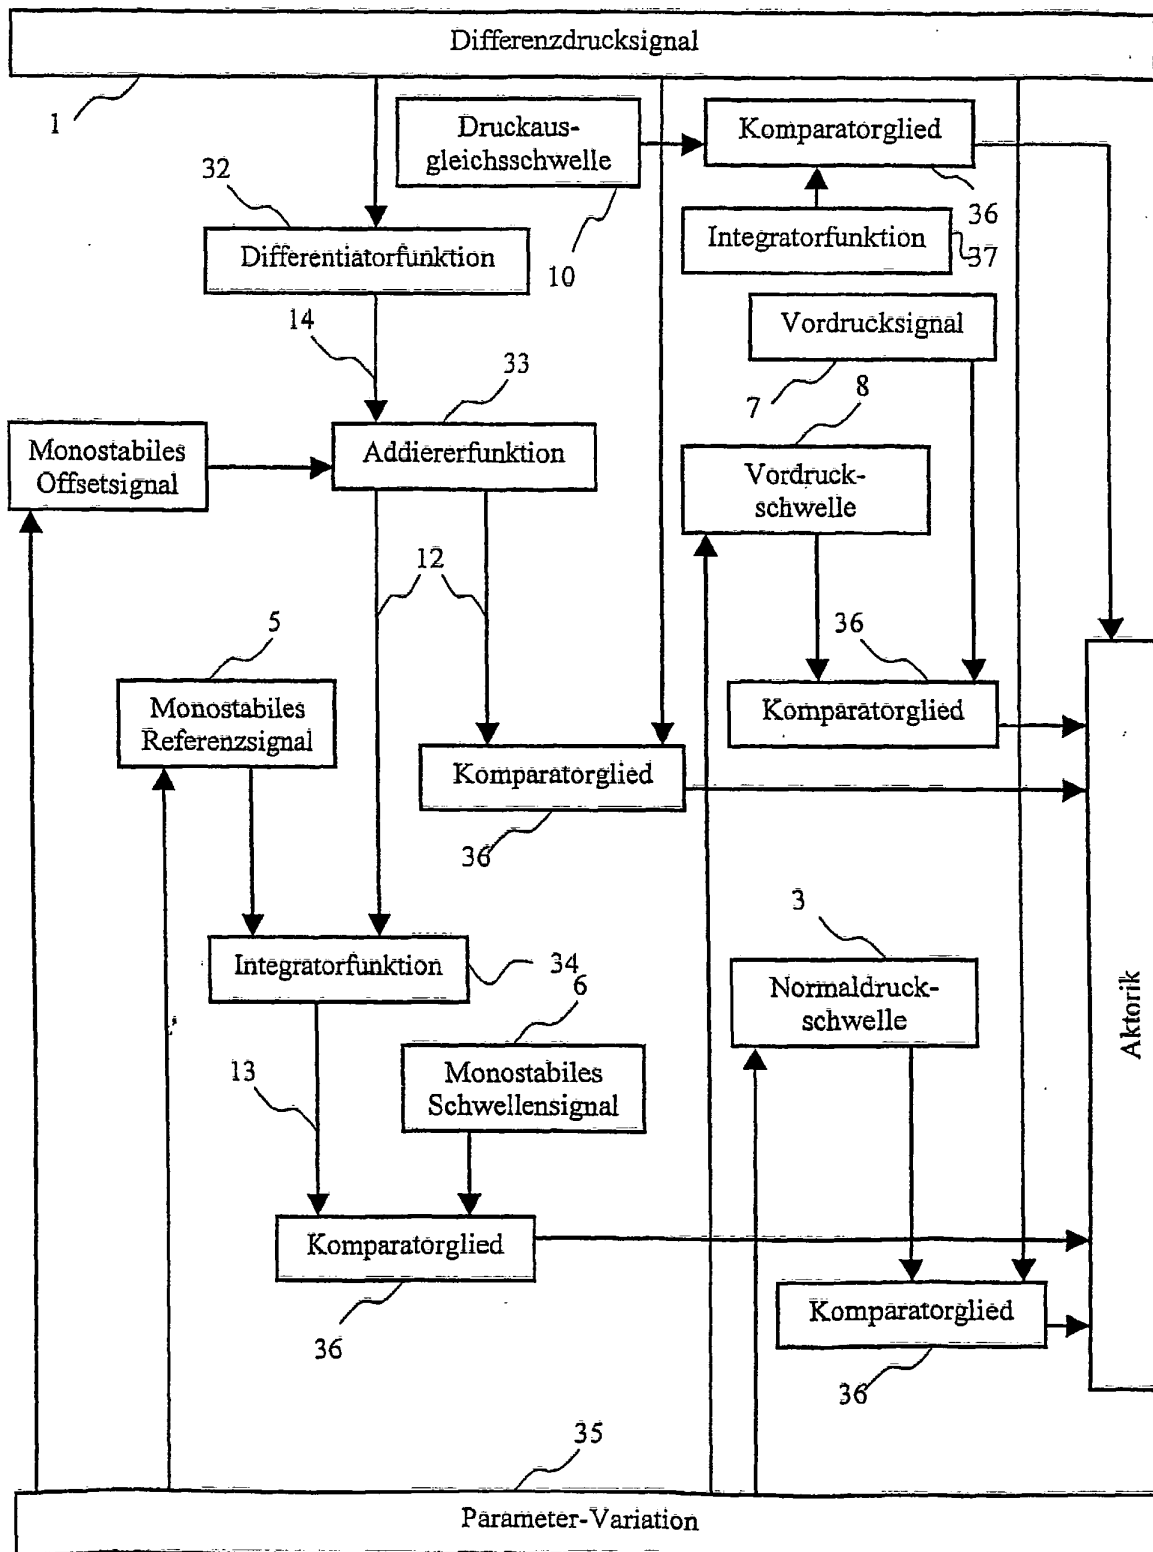 Differenzdrucksignal
1
Druckaus-
gleichsschwelle
10
Komparatorglied
36
Integratorfunktion
37
32
Differentiatorfunktion
14
Vordrucksignal
7
8
33
Monostabiles
Offsetsignal
Addiererfunktion
Vordruck-
schwelle
12
5
36
Monostabiles
Referenzsignal
Komparatorglied
Komparatorglied
36
3
Integratorfunktion
34
6
Normaldruck-
schwelle
Aktorik
13
Monostabiles
Schwellensignal
Komparatorglied
36
Komparatorglied
36
35
Parameter-Variation